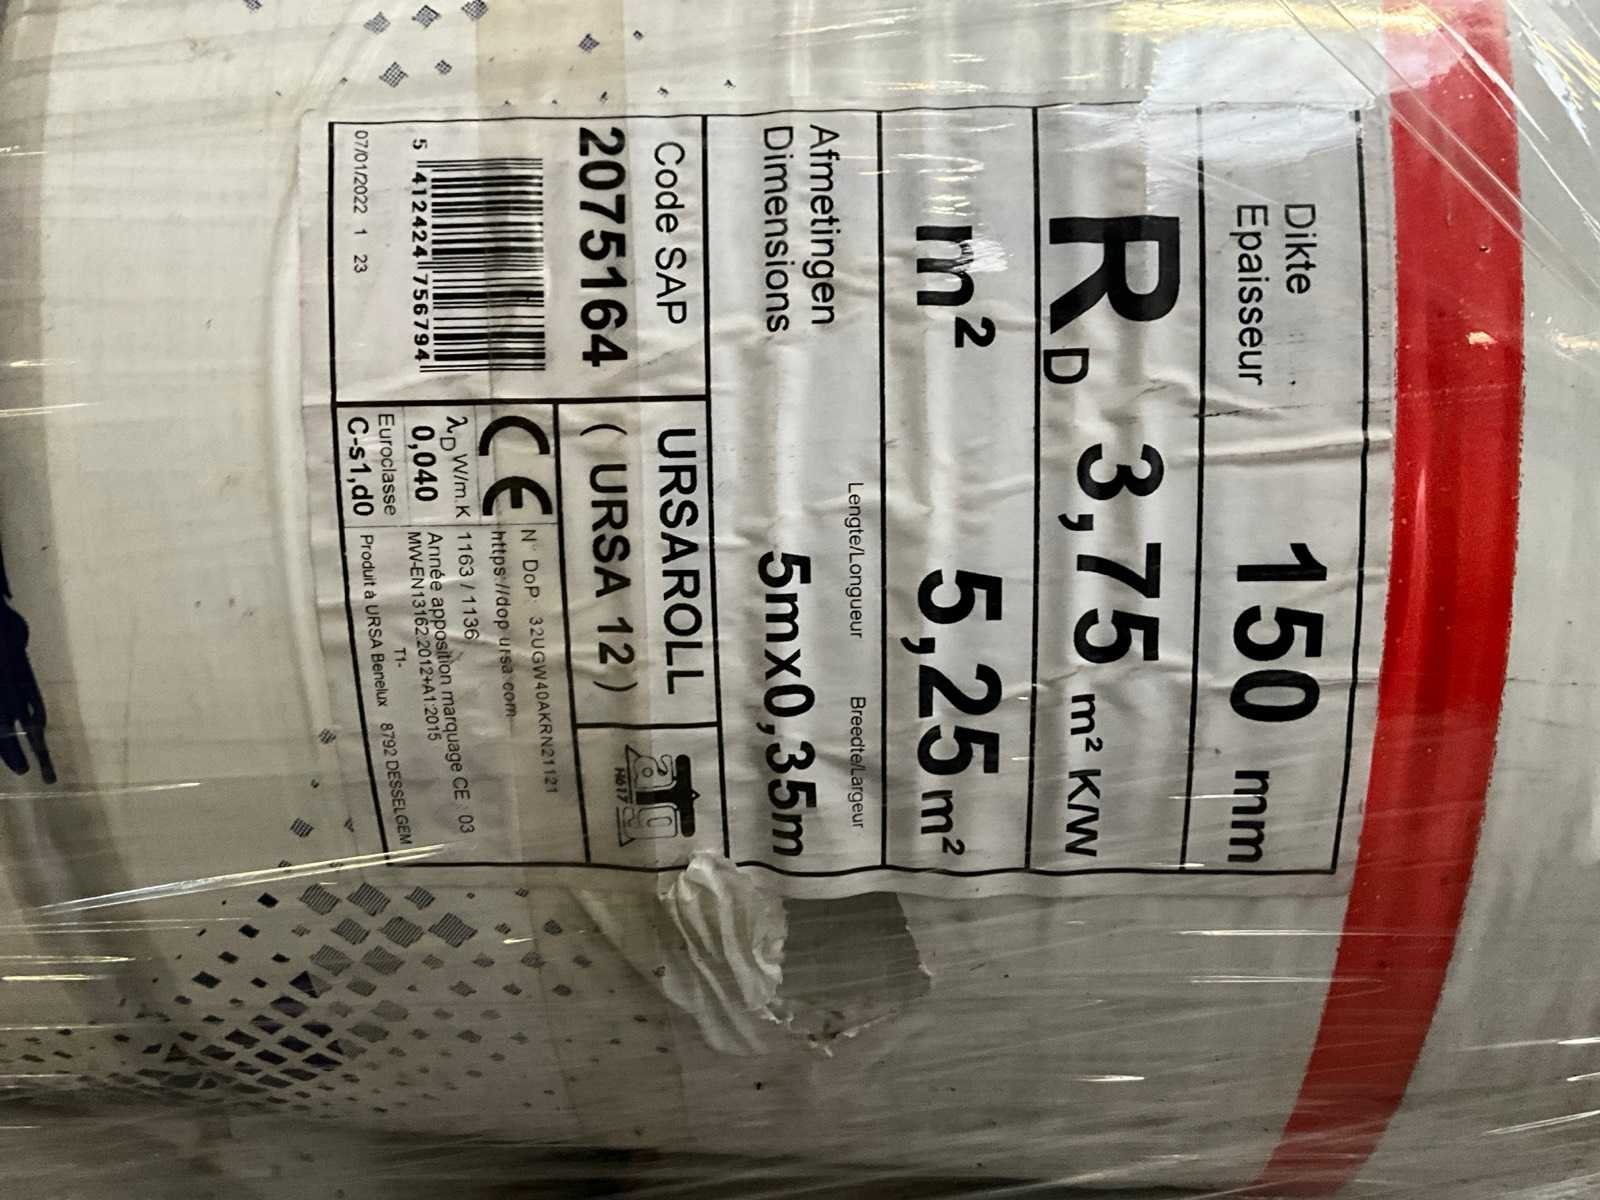 Dikte
Epaisseur
150 mm
RD 3,75 m² K/W
m²
5,25 m²
Afmetingen
Dimensions
Lengte/Longueur Breedte/Largeur
5mx0,35m
Code SAP
2075164
5 412424 756794
07/01/2022 1 23
URSAROLL
( URSA 12 )
CE
N° DoP: 32UGW40AKRN21121
https://dop.ursa.com
λD W/m.K
0,040
1163 / 1136
Année apposition marquage CE : 03
MW-EN13162:2012+A1:2015
T1-
Euroclasse
C-s1,d0
Produit à URSA Benelux 8792 DESSELGEM